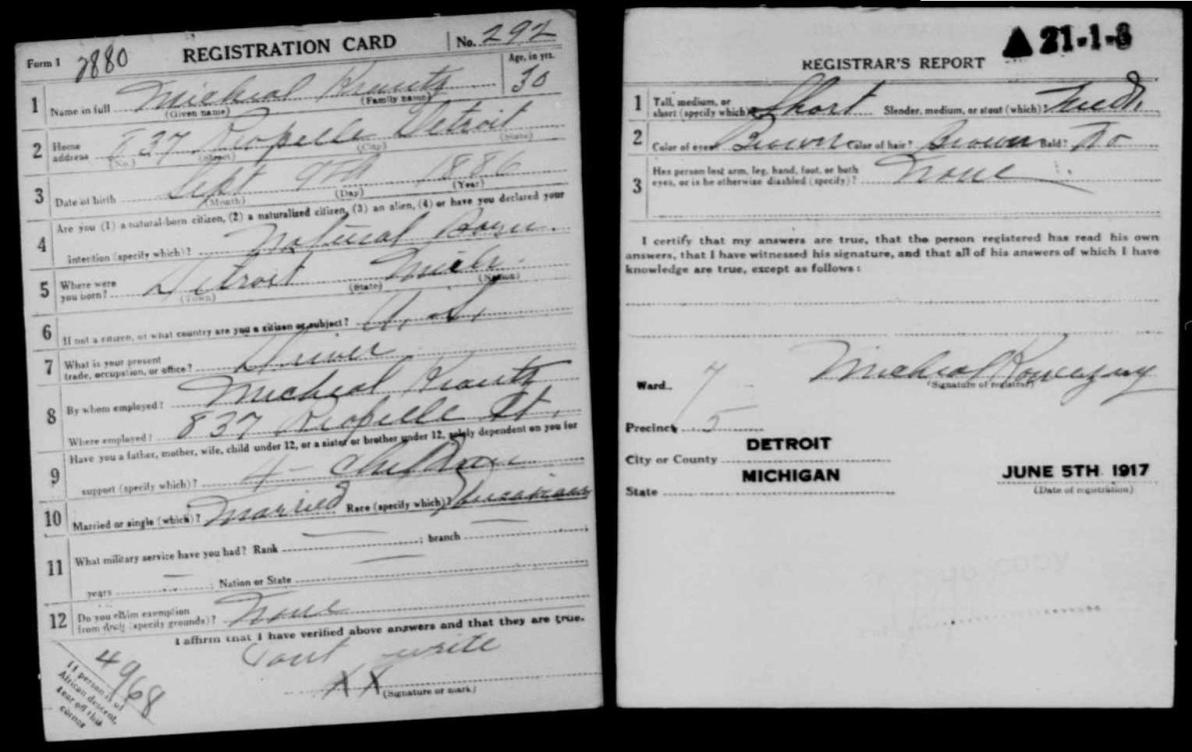 Form 1 2880 REGISTRATION CARD No. 292
Age, in yrs.
1 Name in full Micheal 30
(Given name) (Family name)
2 Home address 837 Riopelle Detroit
(No.) (Street) (City) (State)
3 Date of birth Sept 9th 1886
(Month) (Day) (Year)
4 Are you (1) a natural-born citizen, (2) a naturalized citizen, (3) an alien, (4) or have you declared your
intention (specify which)? Natural Born
5 Where were you born? Detroit Mich.
(Town) (State) (Nation)
6 If not a citizen, of what country are you a citizen or subject? U. S.
7 What is your present
trade, occupation, or office? Driver
8 By whom employed? Micheal
Where employed? 837 Riopelle St.
9 Have you a father, mother, wife, child under 12, or a sister or brother under 12, solely dependent on you for
support (specify which)? 4 - Children
10 Married or single (which)? Married Race (specify which)? Caucasian
11 What military service have you had? Rank — ; branch —
years — ; Nation or State —
12 Do you claim exemption
from draft (specify grounds)? None
I affirm that I have verified above answers and that they are true.
Cant write
XX
(Signature or mark)
49/68
If person is of
African descent,
tear off this
corner
21-1-8
REGISTRAR'S REPORT
1 Tall, medium, or
short (specify which)? Short Slender, medium, or stout (which)? Med.
2 Color of eyes? Brown Color of hair? Brown Bald? No
3 Has person lost arm, leg, hand, foot, or both
eyes, or is he otherwise disabled (specify)? None
I certify that my answers are true, that the person registered has read his own
answers, that I have witnessed his signature, and that all of his answers of which I have
knowledge are true, except as follows:
Micheal
(Signature of registrar)
Ward 7
Precinct 5
City or County DETROIT
State MICHIGAN
JUNE 5TH 1917
(Date of registration)